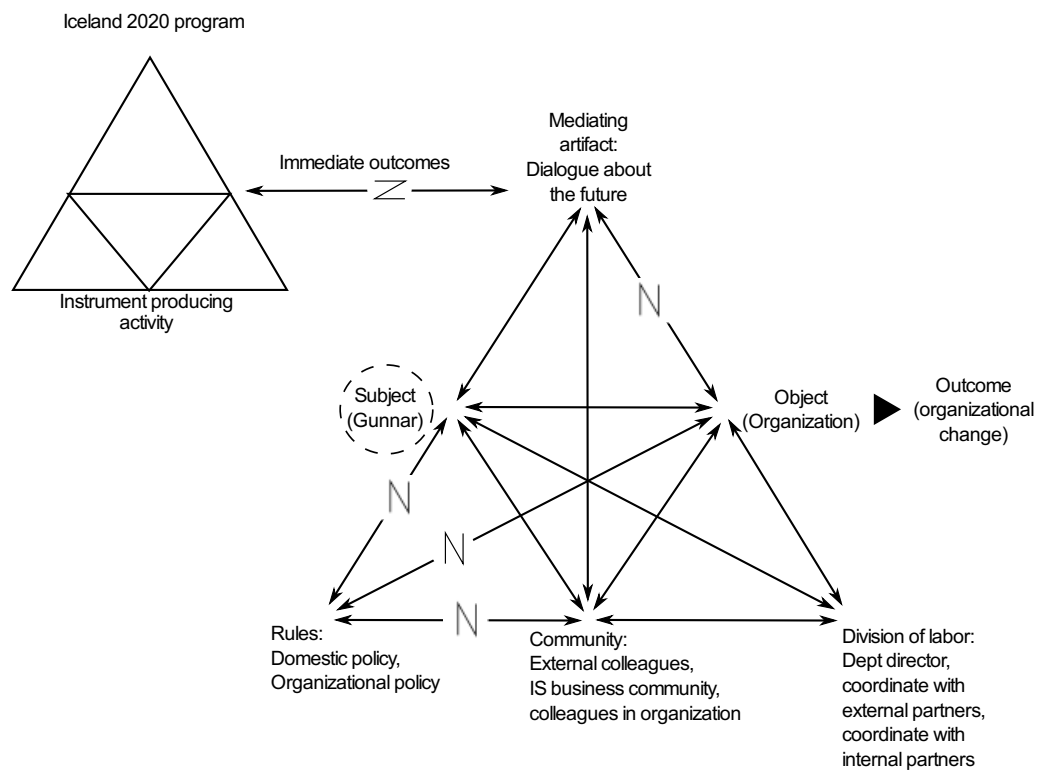 Iceland 2020 program
Immediate outcomes
Z
Mediating
artifact:
Dialogue about
the future
Instrument producing
activity
N
Subject
(Gunnar)
Object
(Organization)
Outcome
(organizational
change)
N
N
N
Rules:
Domestic policy,
Organizational policy
Community:
External colleagues,
IS business community,
colleagues in organization
Division of labor:
Dept director,
coordinate with
external partners,
coordinate with
internal partners